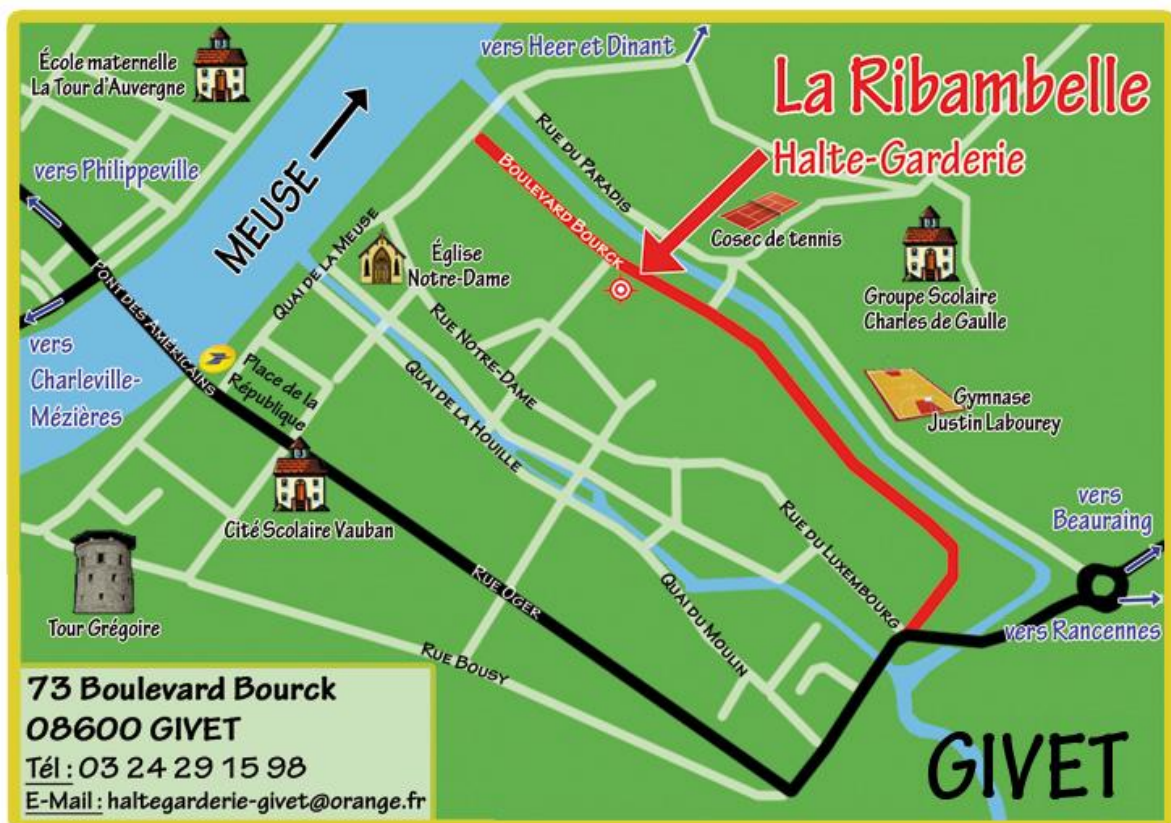 École maternelle
La Tour d'Auvergne
vers Heer et Dinant
La Ribambelle
Halte-Garderie
vers Philippeville
MEUSE
RUE DU PARADIS
BOULEVARD BOURCK
Cosec de tennis
QUAI DE LA MEUSE
Église
Notre-Dame
Groupe Scolaire
Charles de Gaulle
PONT DES AMÉRICAINS
vers
Charleville-
Mézières
Place de la
République
RUE NOTRE-DAME
QUAI DE LA HOUILLE
Gymnase
Justin Labourey
Cité Scolaire Vauban
vers
Beauraing
RUE DU LUXEMBOURG
RUE OGER
Tour Grégoire
QUAI DU MOULIN
vers Rancennes
RUE BOUSY
73 Boulevard Bourck
08600 GIVET
Tél : 03 24 29 15 98
E-Mail : haltegarderie-givet@orange.fr
GIVET